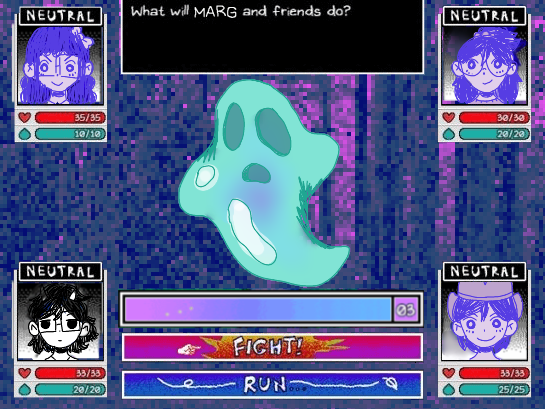 What will MARG and friends do?
NEUTRAL
35/35
10/10
NEUTRAL
30/30
20/20
NEUTRAL
33/33
20/20
NEUTRAL
33/33
25/25
03
FIGHT!
RUN...